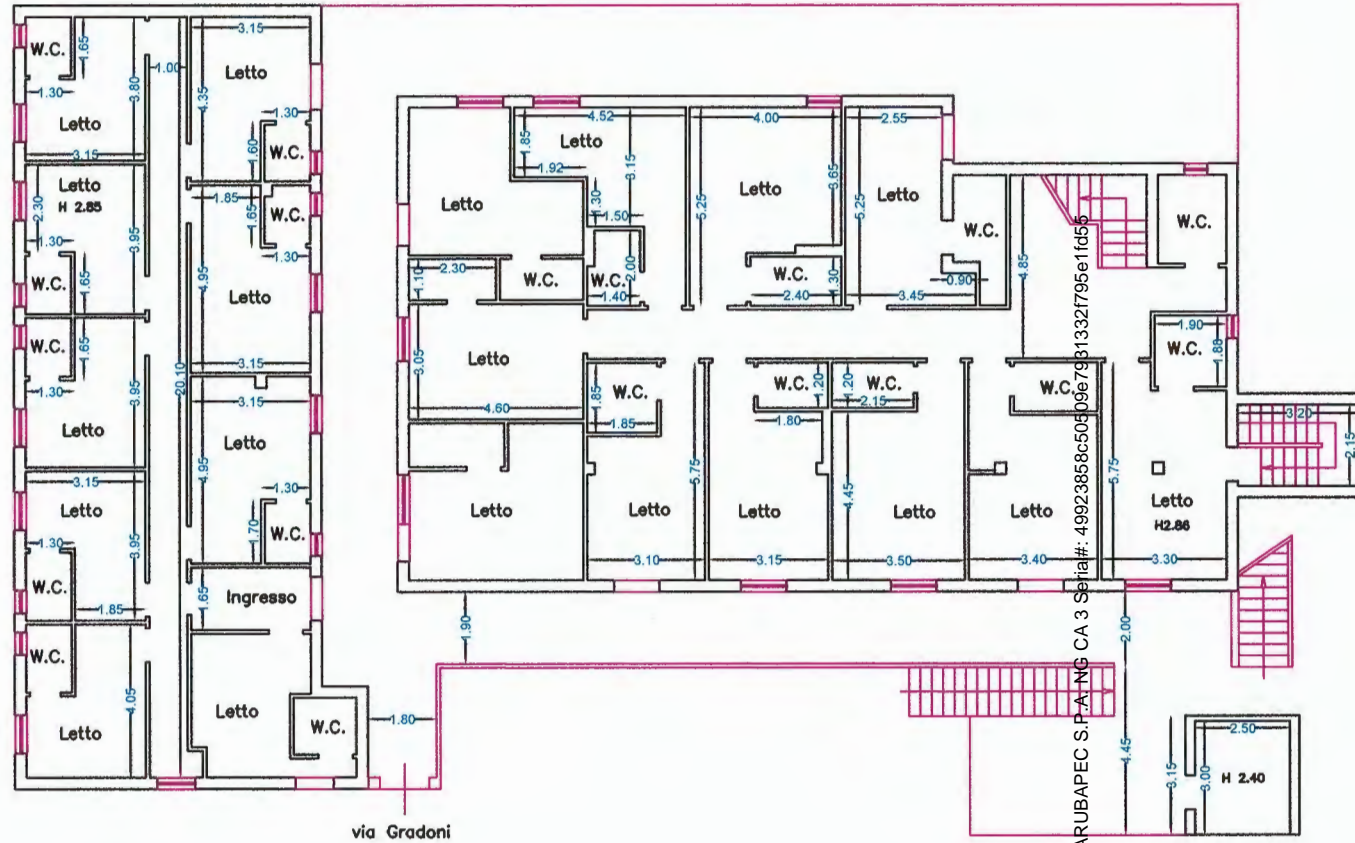 W.C.
1.65
1.30
3.80
Letto
3.15
1.00
3.15
Letto
4.35
1.30
1.60
W.C.
Letto
H 2.85
2.30
1.30
3.95
W.C.
1.65
1.85
1.65
W.C.
1.30
4.95
Letto
3.15
W.C.
1.65
1.30
3.95
Letto
20.10
3.15
Letto
4.95
1.30
1.70
W.C.
3.15
Letto
1.30
3.95
W.C.
1.85
1.65
Ingresso
W.C.
4.05
Letto
Letto
W.C.
1.80
via Gradoni
4.52
1.85
Letto
1.92
3.15
1.30
1.50
Letto
4.00
5.25
3.65
Letto
2.55
5.25
Letto
W.C.
W.C.
1.10
2.30
W.C.
W.C.
2.00
1.40
W.C.
2.40
1.30
0.90
3.45
4.85
3.05
Letto
4.60
W.C.
1.85
1.85
W.C.
1.20
1.80
1.20
W.C.
2.15
W.C.
1.90
W.C.
1.88
3.20
2.15
Letto
Letto
5.75
3.10
Letto
3.15
4.45
Letto
3.50
Letto
3.40
5.75
Letto
H2.86
3.30
1.90
2.00
4.45
3.15
3.00
2.50
H 2.40
ARUBAPEC S.P.A. NG CA 3 Serial#: 49923858c50509e7931332f795e1fd55